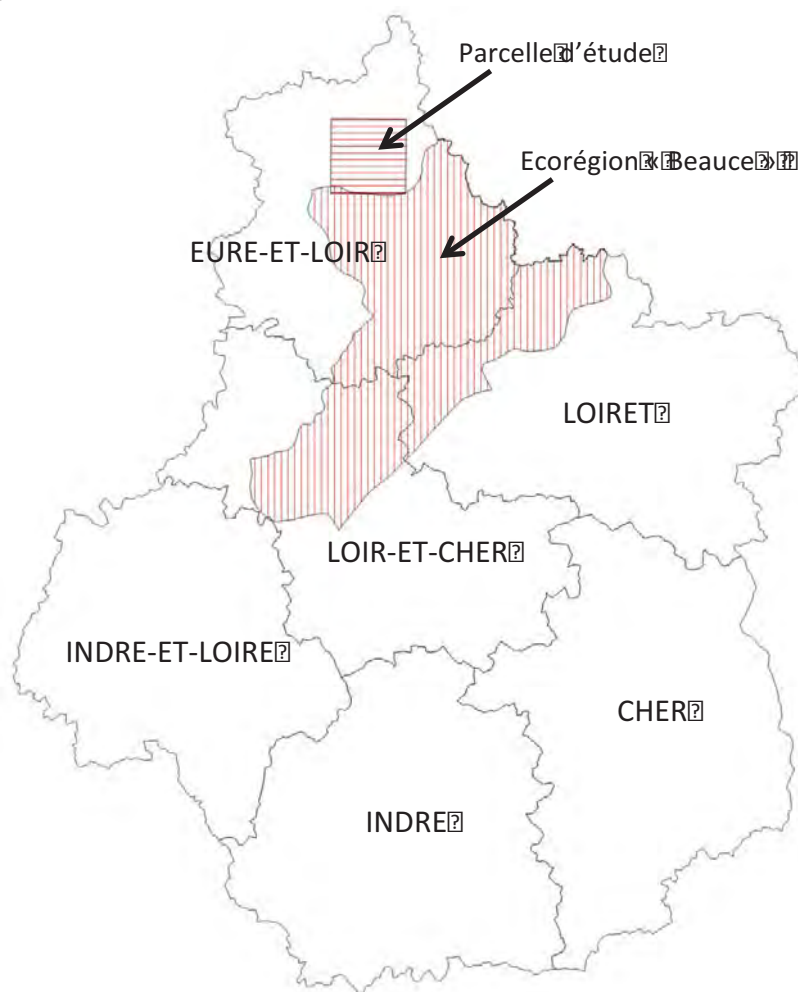 Parcelle⍰d’étude⍰
Ecorégion⍰«⍰Beauce⍰»⍰⍰
EURE-ET-LOIR⍰
LOIRET⍰
LOIR-ET-CHER⍰
INDRE-ET-LOIRE⍰
CHER⍰
INDRE⍰